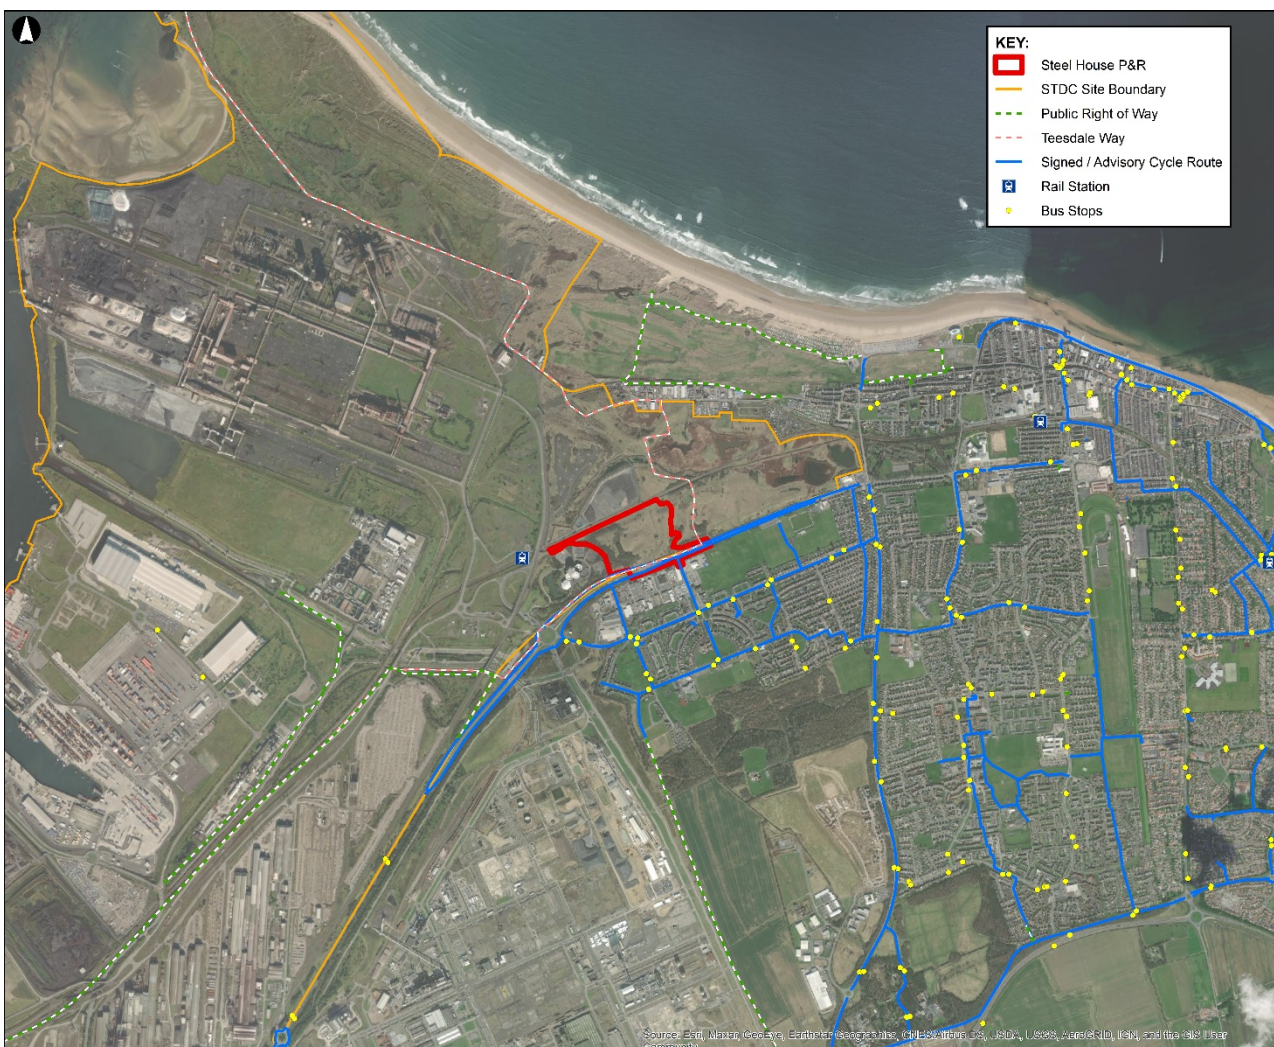 KEY:
Steel House P&R
STDC Site Boundary
Public Right of Way
Teesdale Way
Signed / Advisory Cycle Route
Rail Station
Bus Stops
Source: Esri, Maxar, GeoEye, Earthstar Geographics, CNES/Airbus DS, USDA, USGS, AeroGRID, IGN, and the GIS User
Community